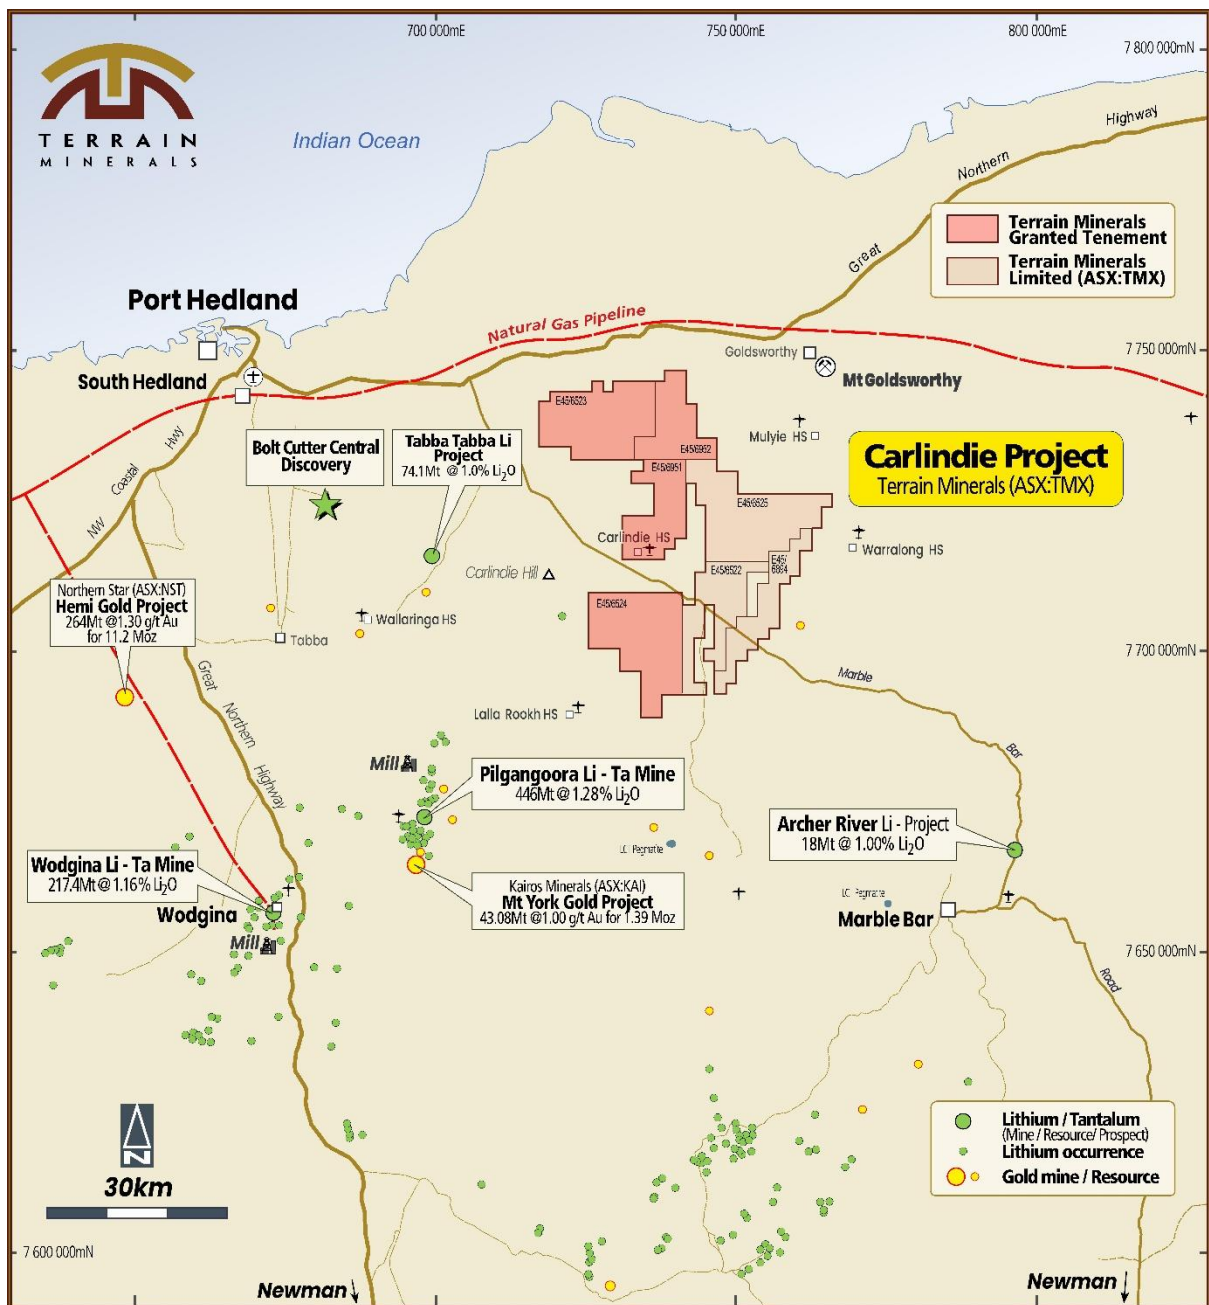 700 000mE
750 000mE
800 000mE
7 800 000mN
TERRAIN
MINERALS
Indian Ocean
Highway
Northern
Great
Terrain Minerals
Granted Tenement
Terrain Minerals
Limited (ASX:TMX)
Port Hedland
Natural Gas Pipeline
Goldsworthy
7 750 000mN
South Hedland
Mt Goldsworthy
E45/6523
Hwy
Coastal
NW
Bolt Cutter Central
Discovery
Tabba Tabba Li
Project
74.1Mt @ 1.0% Li2O
Mulyie HS
E45/6952
E45/6951
Carlindie Project
Terrain Minerals (ASX:TMX)
E45/6525
Carlindie HS
Warralong HS
Carlindie Hill
E45/6522
E45/
6894
Northern Star (ASX:NST)
Hemi Gold Project
264Mt @1.30 g/t Au
for 11.2 Moz
E45/6524
Wallaringa HS
Tabba
7 700 000mN
Great
Northern
Highway
Marble
Bar
Road
Lalla Rookh HS
Mill
Pilgangoora Li - Ta Mine
446Mt @ 1.28% Li2O
Archer River Li - Project
18Mt @ 1.00% Li2O
LC Pegmatite
Wodgina Li - Ta Mine
217.4Mt @ 1.16% Li2O
Kairos Minerals (ASX:KAI)
Mt York Gold Project
43.08Mt @1.00 g/t Au for 1.39 Moz
LC Pegmatite
Wodgina
Marble Bar
Mill
7 650 000mN
N
30km
Lithium / Tantalum
(Mine / Resource/ Prospect)
Lithium occurrence
Gold mine / Resource
7 600 000mN
Newman
Newman